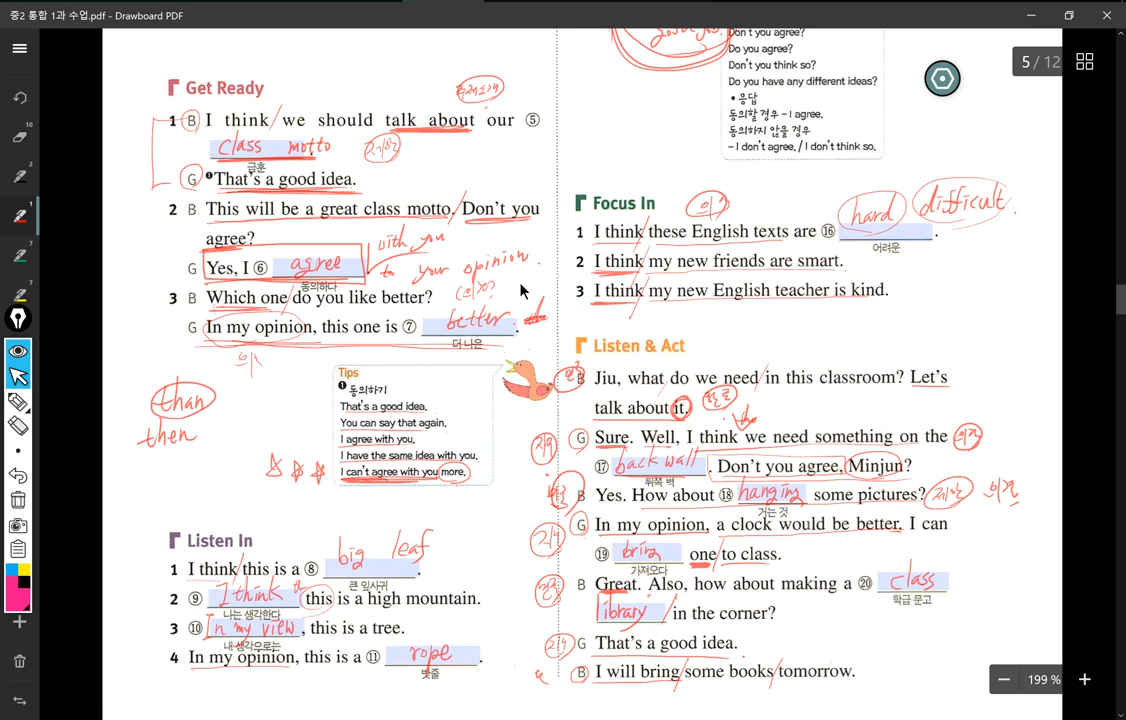 중2 통합 1과 수업.pdf - Drawboard PDF
5 / 12
Get Ready
1 B I think / we should talk about our ⑤
class motto
급훈
G ❶That's a good idea.
2 B This will be a great class motto. Don't you
agree?
with you
G Yes, I ⑥ agree
동의하다
to your opinion.
3 B Which one do you like better?
G In my opinion, this one is ⑦ better.
더 나은
than
then
Tips
❶ 동의하기
That's a good idea.
You can say that again.
I agree with you.
I have the same idea with you.
I can't agree with you more.
Listen In
big leaf
1 I think this is a ⑧ .
큰 잎사귀
2 ⑨ I think this is a high mountain.
나는 생각한다
3 ⑩ In my view, this is a tree.
내 생각으로는
4 In my opinion, this is a ⑪ rope.
밧줄
Don't you agree?
Do you agree?
Don't you think so?
Do you have any different ideas?
• 응답
동의할 경우 – I agree.
동의하지 않을 경우
– I don't agree. / I don't think so.
Focus In
hard difficult.
1 I think these English texts are ⑯ .
어려운
2 I think my new friends are smart.
3 I think my new English teacher is kind.
Listen & Act
B Jiu, what do we need in this classroom? Let's
talk about it.
G Sure. Well, I think we need something on the
⑰ back wall. Don't you agree, Minjun?
뒤쪽 벽
B Yes. How about ⑱ hanging some pictures? 제안 의견
거는 것
G In my opinion, a clock would be better. I can
⑲ bring one to class.
가져오다
B Great. Also, how about making a ⑳ class
학급 문고
library in the corner?
G That's a good idea.
B I will bring some books tomorrow.
199 %